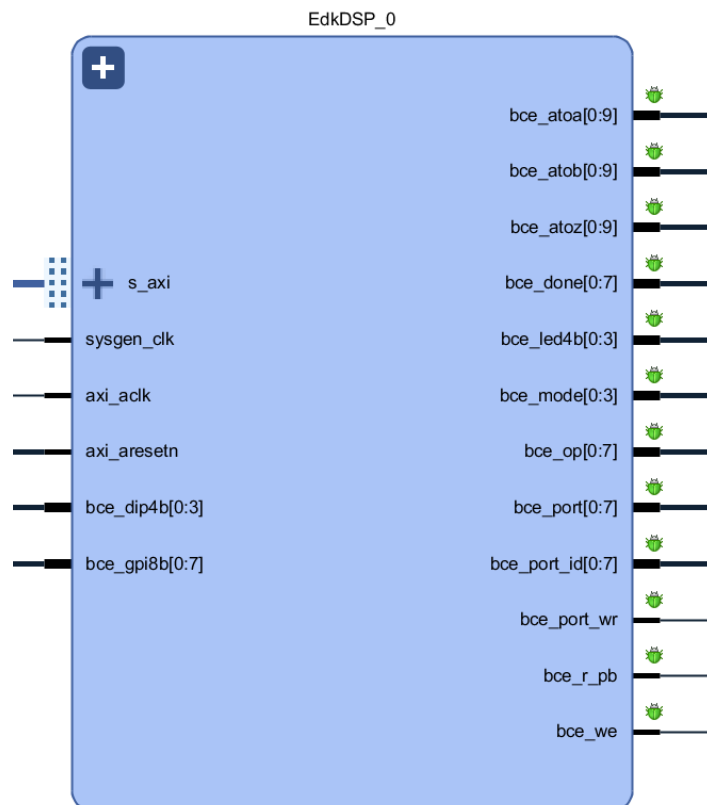 EdkDSP_0
bce_atoa[0:9]
bce_atob[0:9]
bce_atoz[0:9]
s_axi
bce_done[0:7]
sysgen_clk
bce_led4b[0:3]
axi_aclk
bce_mode[0:3]
axi_aresetn
bce_op[0:7]
bce_dip4b[0:3]
bce_port[0:7]
bce_gpi8b[0:7]
bce_port_id[0:7]
bce_port_wr
bce_r_pb
bce_we